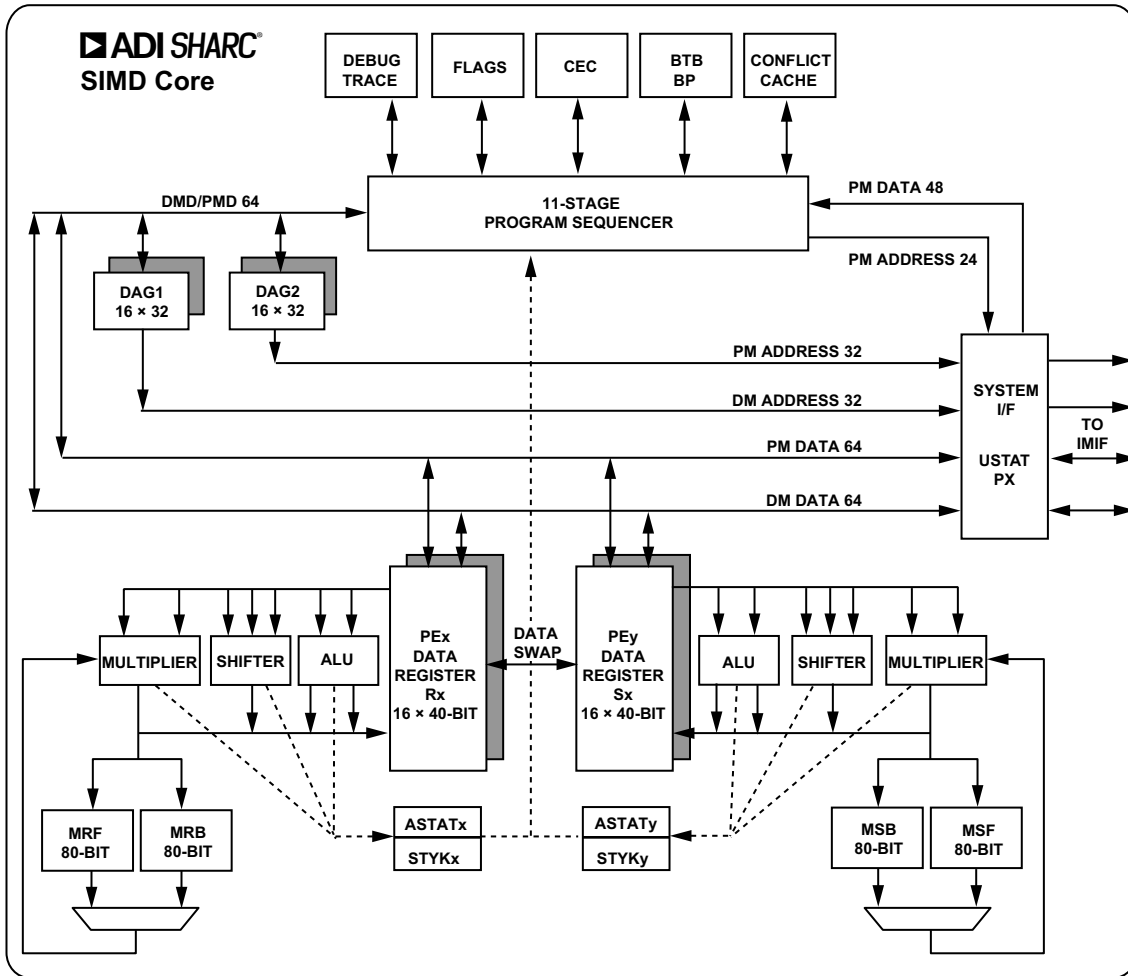 ADI SHARC®
SIMD Core
DEBUG
TRACE
FLAGS
CEC
BTB
BP
CONFLICT
CACHE
DMD/PMD 64
11-STAGE
PROGRAM SEQUENCER
PM DATA 48
PM ADDRESS 24
DAG1
16 × 32
DAG2
16 × 32
PM ADDRESS 32
DM ADDRESS 32
PM DATA 64
DM DATA 64
SYSTEM
I/F
USTAT
PX
TO
IMIF
MULTIPLIER
SHIFTER
ALU
PEx
DATA
REGISTER
Rx
16 × 40-BIT
DATA
SWAP
PEy
DATA
REGISTER
Sx
16 × 40-BIT
ALU
SHIFTER
MULTIPLIER
MRF
80-BIT
MRB
80-BIT
ASTATx
STYKx
ASTATy
STYKy
MSB
80-BIT
MSF
80-BIT